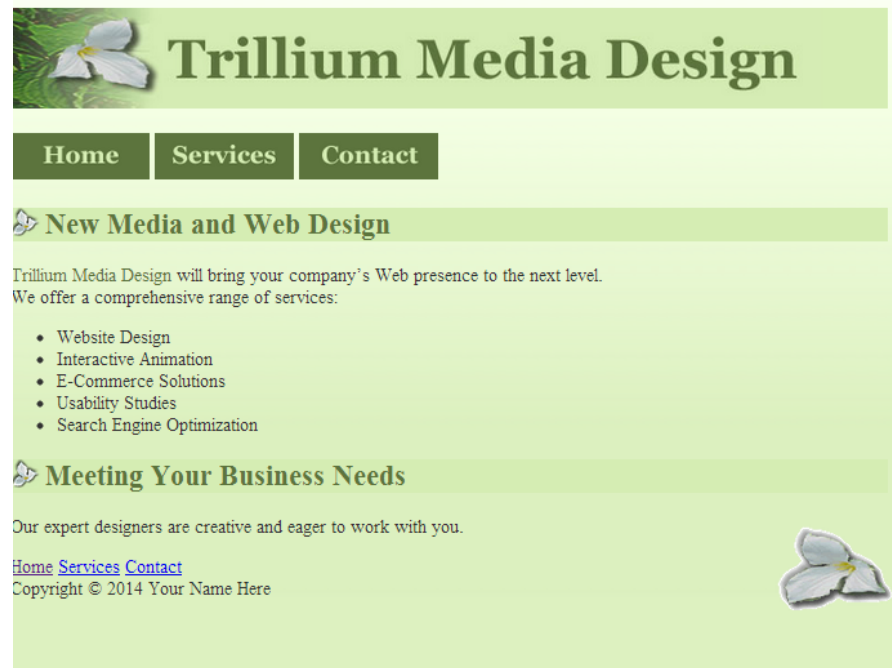 Trillium Media Design
Home Services Contact
New Media and Web Design
Trillium Media Design will bring your company’s Web presence to the next level.
We offer a comprehensive range of services:
• Website Design
• Interactive Animation
• E-Commerce Solutions
• Usability Studies
• Search Engine Optimization
Meeting Your Business Needs
Our expert designers are creative and eager to work with you.
Home Services Contact
Copyright © 2014 Your Name Here